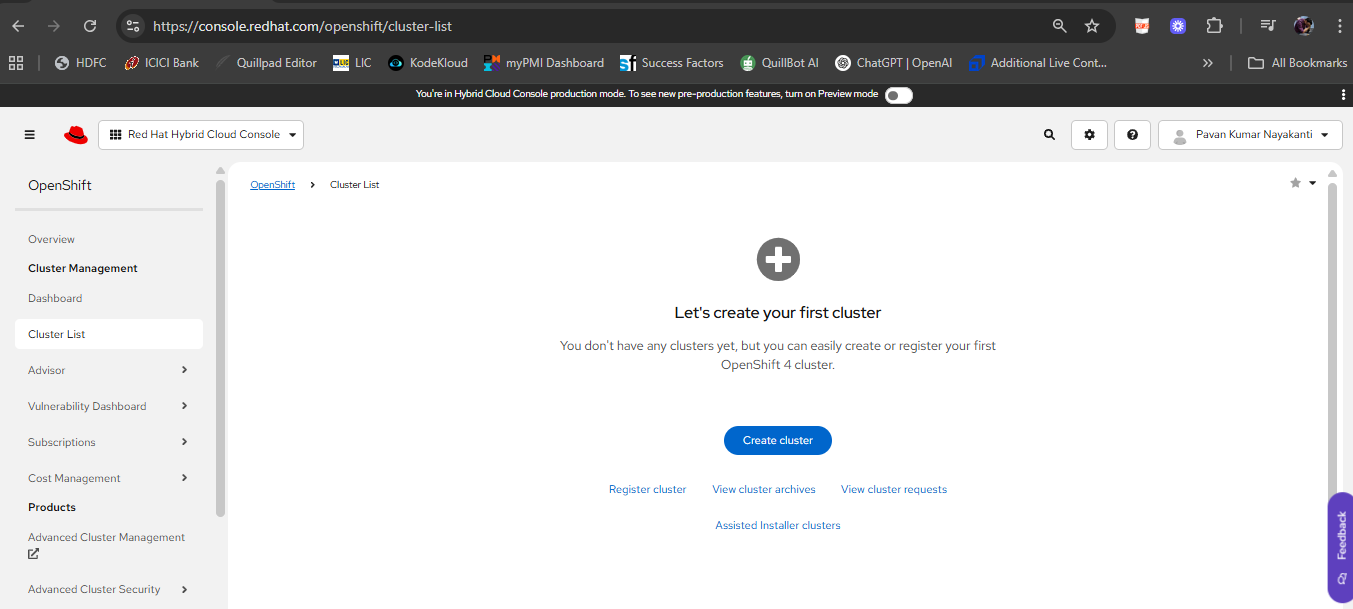 https://console.redhat.com/openshift/cluster-list
HDFC
ICICI Bank
Quillpad Editor
LIC
KodeKloud
myPMI Dashboard
Success Factors
QuillBot AI
ChatGPT | OpenAI
Additional Live Cont...
All Bookmarks
You're in Hybrid Cloud Console production mode. To see new pre-production features, turn on Preview mode
Red Hat Hybrid Cloud Console
Pavan Kumar Nayakanti
OpenShift
Overview
Cluster Management
Dashboard
Cluster List
Advisor
Vulnerability Dashboard
Subscriptions
Cost Management
Products
Advanced Cluster Management
Advanced Cluster Security
OpenShift > Cluster List
Let's create your first cluster
You don't have any clusters yet, but you can easily create or register your first
OpenShift 4 cluster.
Create cluster
Register cluster
View cluster archives
View cluster requests
Assisted Installer clusters
Feedback